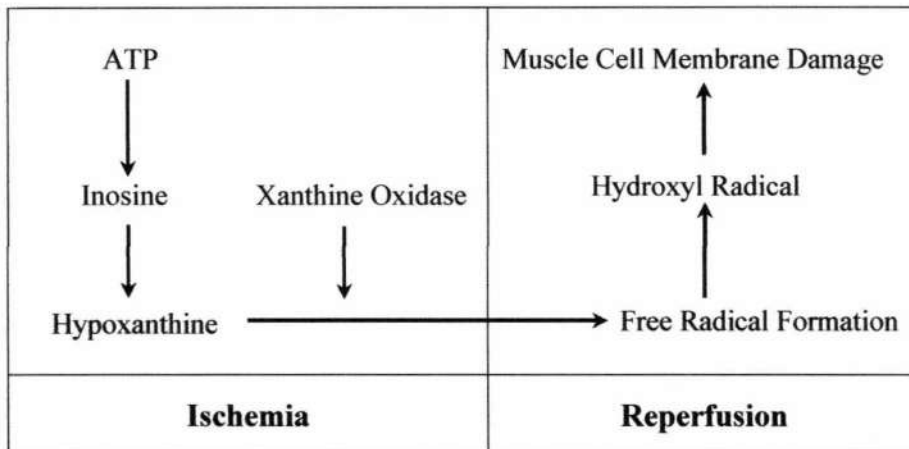 ATP
Muscle Cell Membrane Damage
Inosine
Xanthine Oxidase
Hydroxyl Radical
Hypoxanthine
Free Radical Formation
Ischemia
Reperfusion